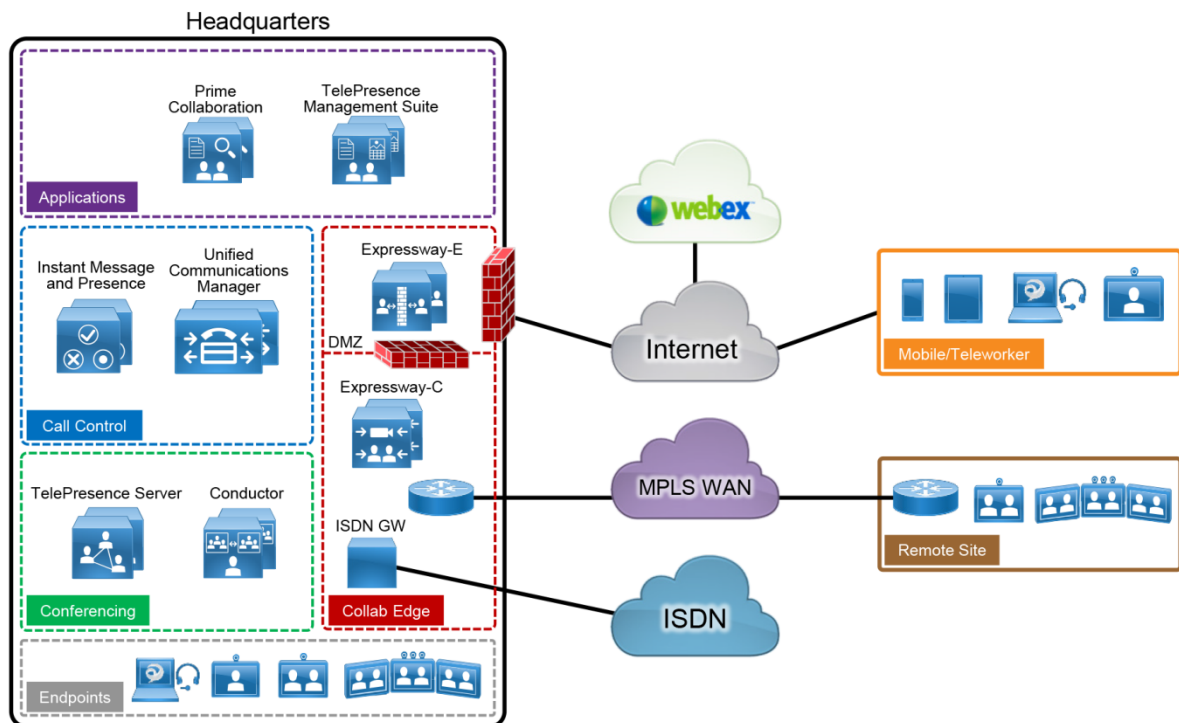 Headquarters
Prime
Collaboration
TelePresence
Management Suite
Applications
Instant Message
and Presence
Unified
Communications
Manager
Call Control
Expressway-E
DMZ
Expressway-C
TelePresence Server
Conductor
Conferencing
ISDN GW
Collab Edge
Endpoints
webex™
Internet
MPLS WAN
ISDN
Mobile/Teleworker
Remote Site